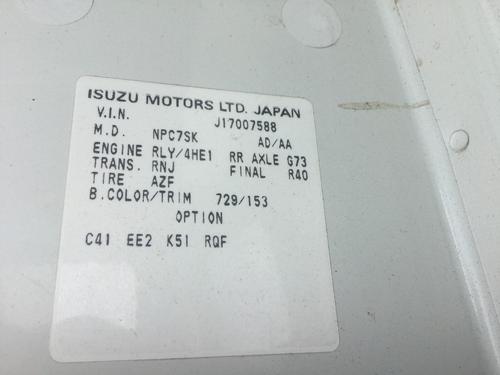 ISUZU MOTORS LTD. JAPAN
V.I.N. J17007588
M.D. NPC7SK AD/AA
ENGINE RLY/4HE1 RR AXLE G73
TRANS. RNJ FINAL R40
TIRE AZF
B.COLOR/TRIM 729/153
OPTION
C41 EE2 K51 RQF